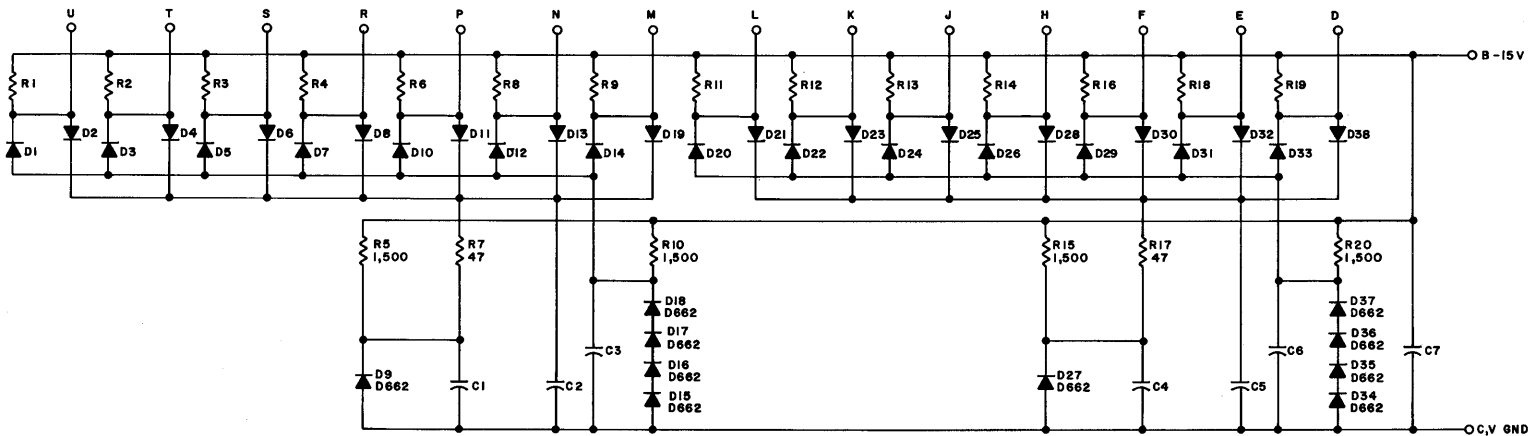 U T S R P N M L K J H F E D
B-15V
R1 R2 R3 R4 R6 R8 R9 R11 R12 R13 R14 R16 R18 R19
D2 D4 D6 D8 D11 D13 D19 D21 D23 D25 D28 D30 D32 D38
D1 D3 D5 D7 D10 D12 D14 D20 D22 D24 D26 D29 D31 D33
R5 R7 R10 R15 R17 R20
1,500 47 1,500 1,500 47 1,500
D18 D37
D662 D662
D17 D36
D662 D662
C3 C6 C7
D16 D35
D662 D662
D9 D27
D662 C1 C2 D662 C4 C5
D15 D34
D662 D662
C,V GND